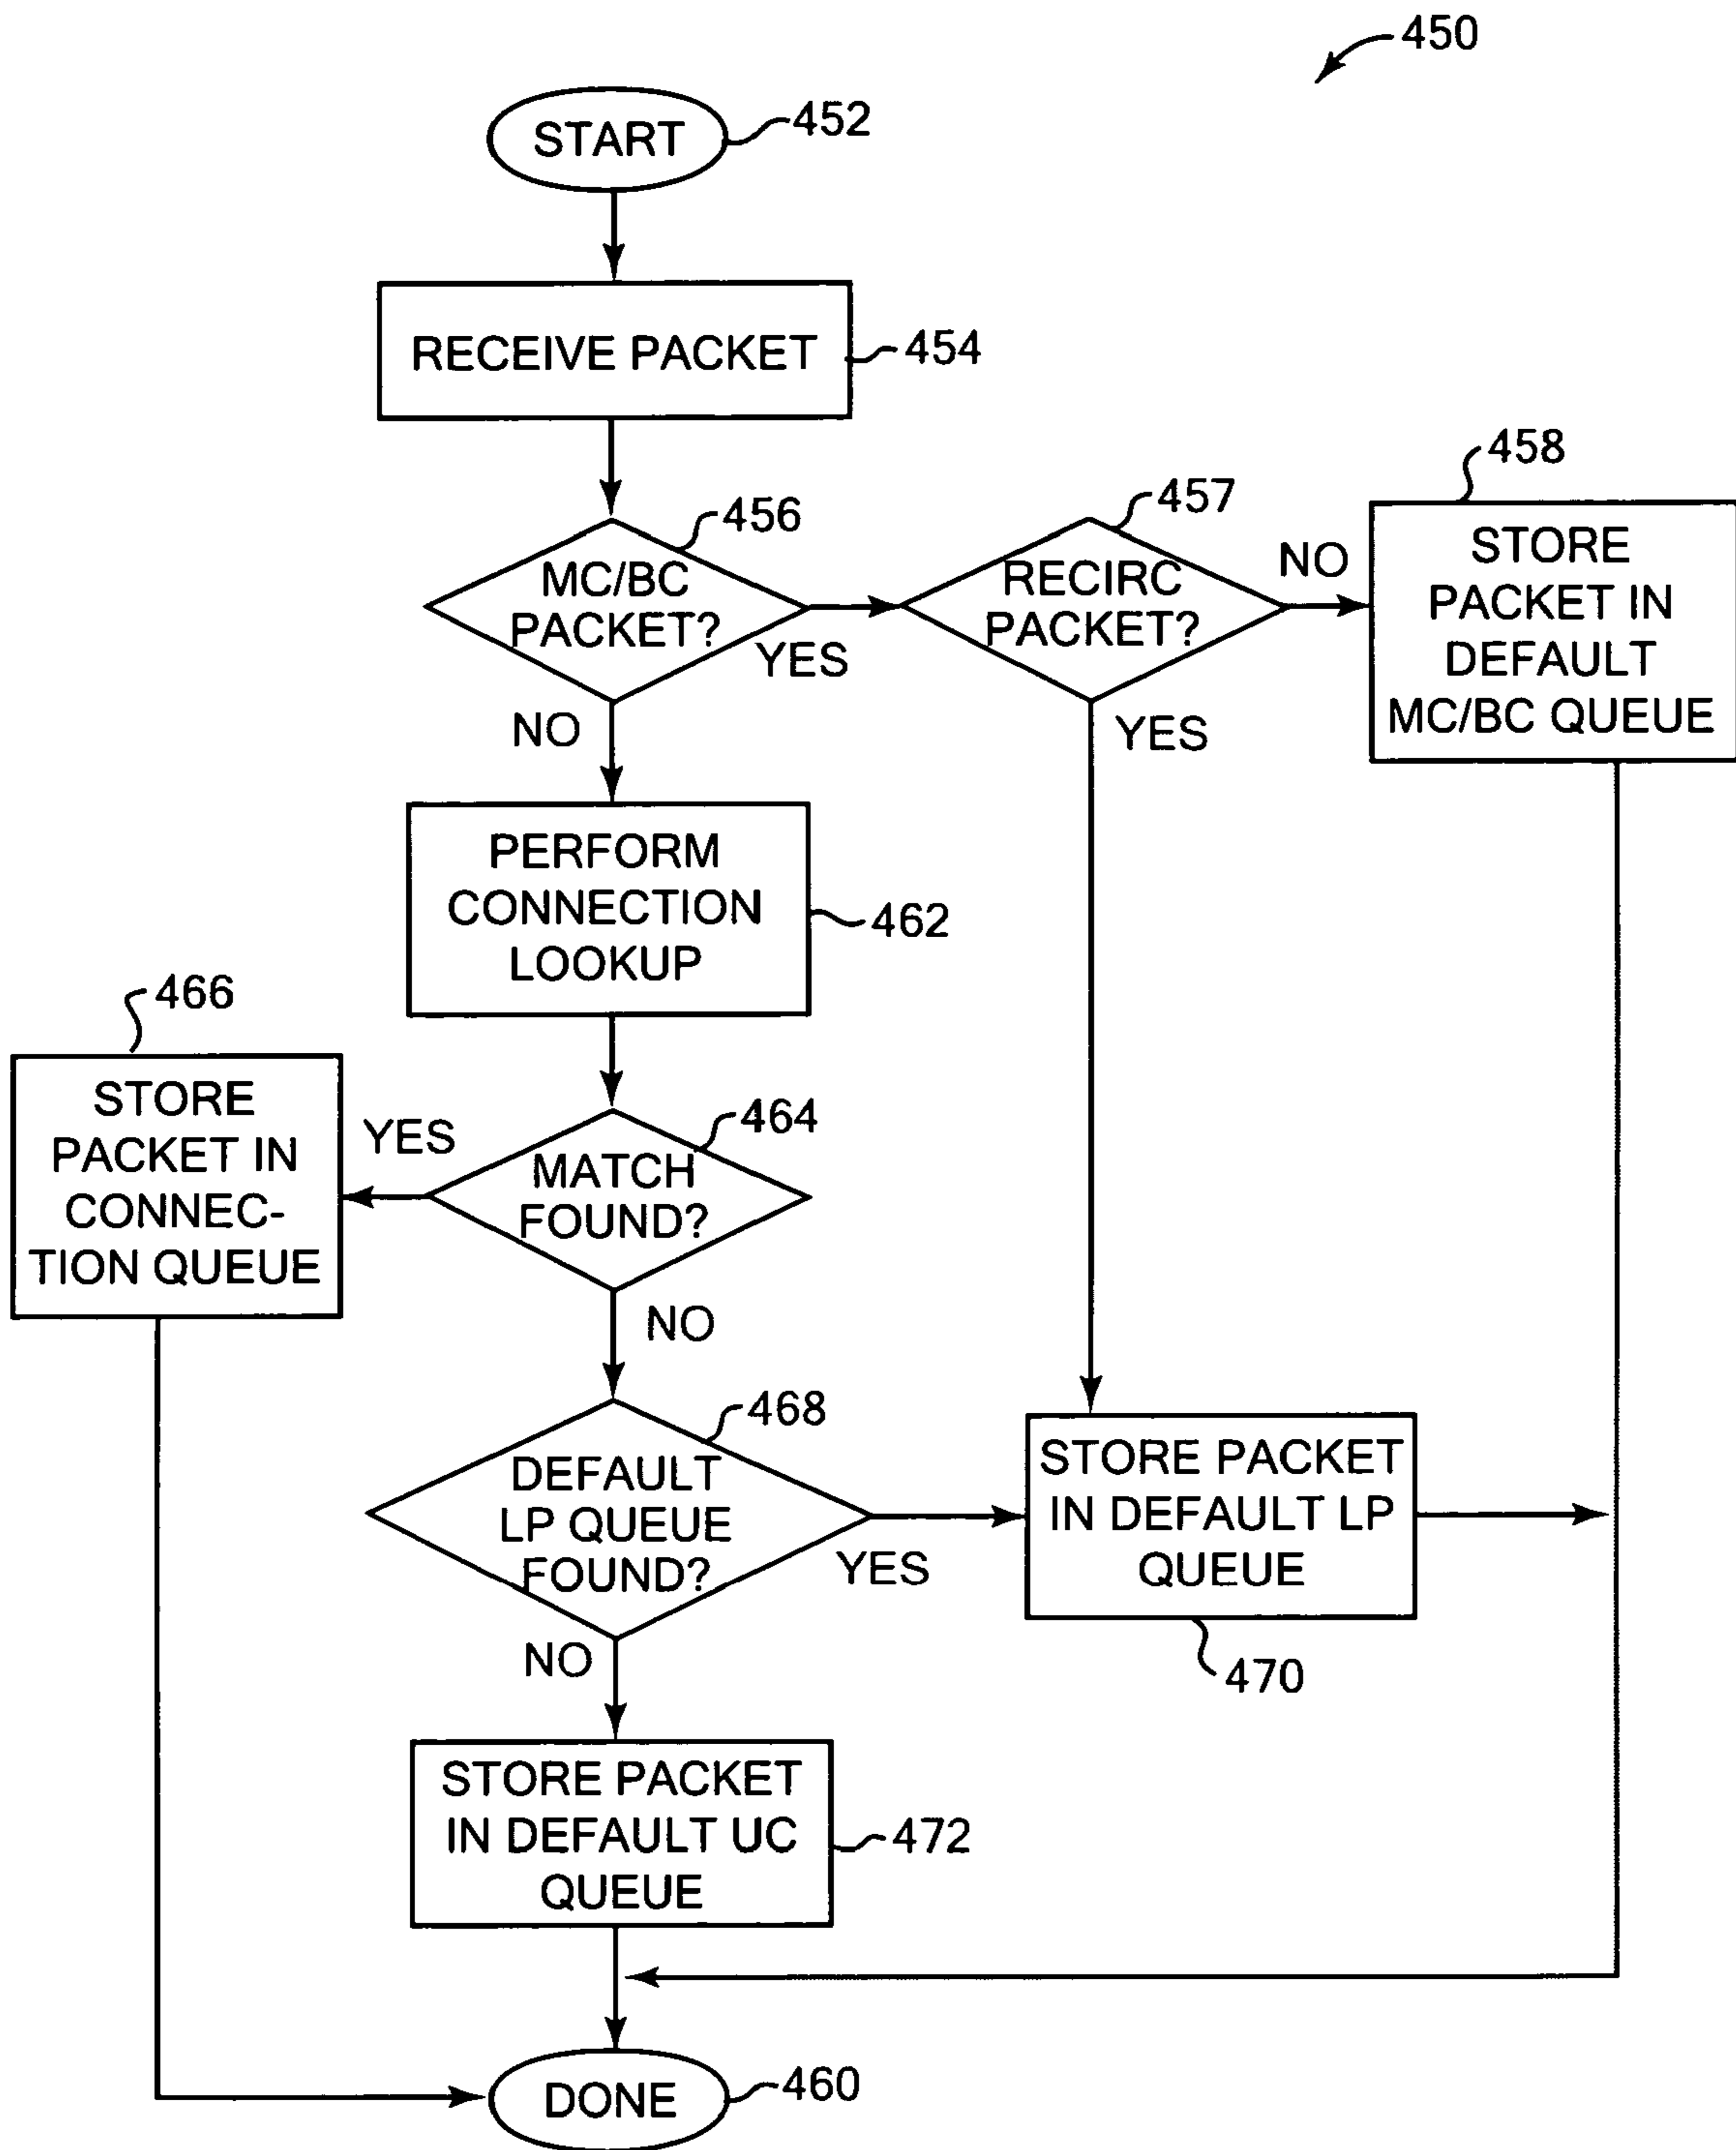 450
START
452
RECEIVE PACKET
454
456
MC/BC
PACKET?
YES
NO
457
RECIRC
PACKET?
NO
YES
458
STORE
PACKET IN
DEFAULT
MC/BC QUEUE
PERFORM
CONNECTION
LOOKUP
462
466
STORE
PACKET IN
CONNEC-
TION QUEUE
YES
464
MATCH
FOUND?
NO
468
DEFAULT
LP QUEUE
FOUND?
YES
NO
STORE PACKET
IN DEFAULT LP
QUEUE
470
STORE PACKET
IN DEFAULT UC
QUEUE
472
DONE
460